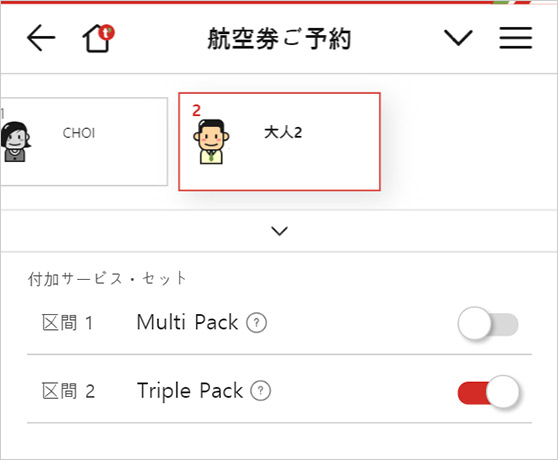 航空券ご予約
1
CHOI
2
大人2
付加サービス・セット
区間 1 Multi Pack ?
区間 2 Triple Pack ?